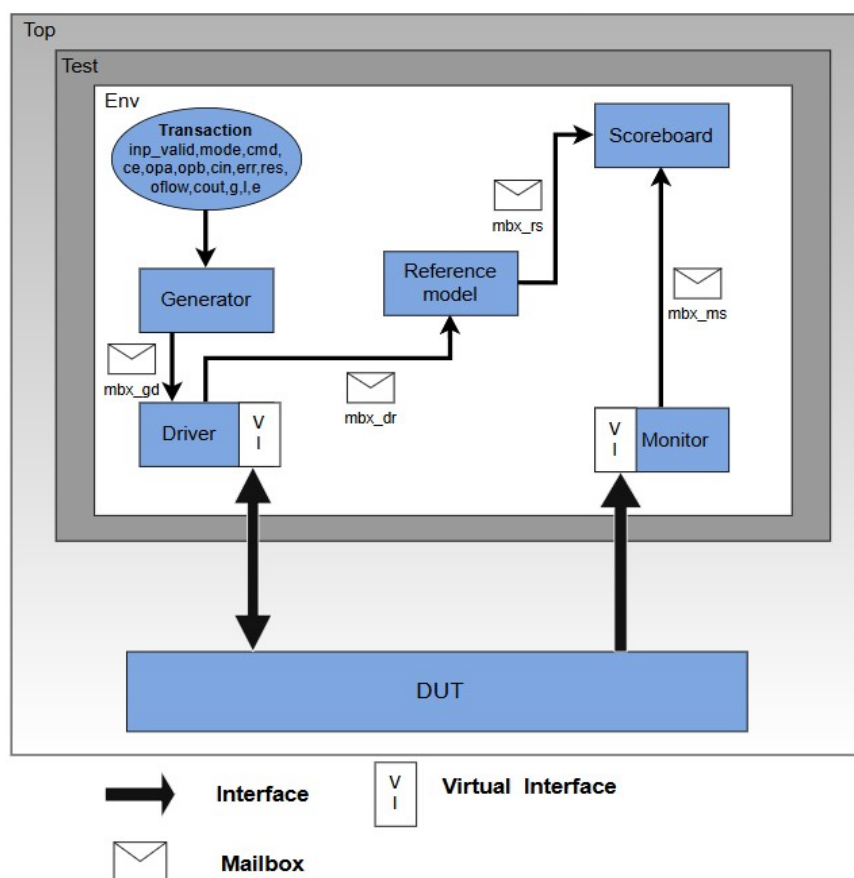 Top
Test
Env
Transaction
inp_valid,mode,cmd,
ce,opa,opb,cin,err,res,
oflow,cout,g,l,e
Scoreboard
mbx_rs
Reference
model
Generator
mbx_ms
mbx_gd
mbx_dr
Driver
V
I
V
I
Monitor
DUT
Interface
V
I
Virtual Interface
Mailbox